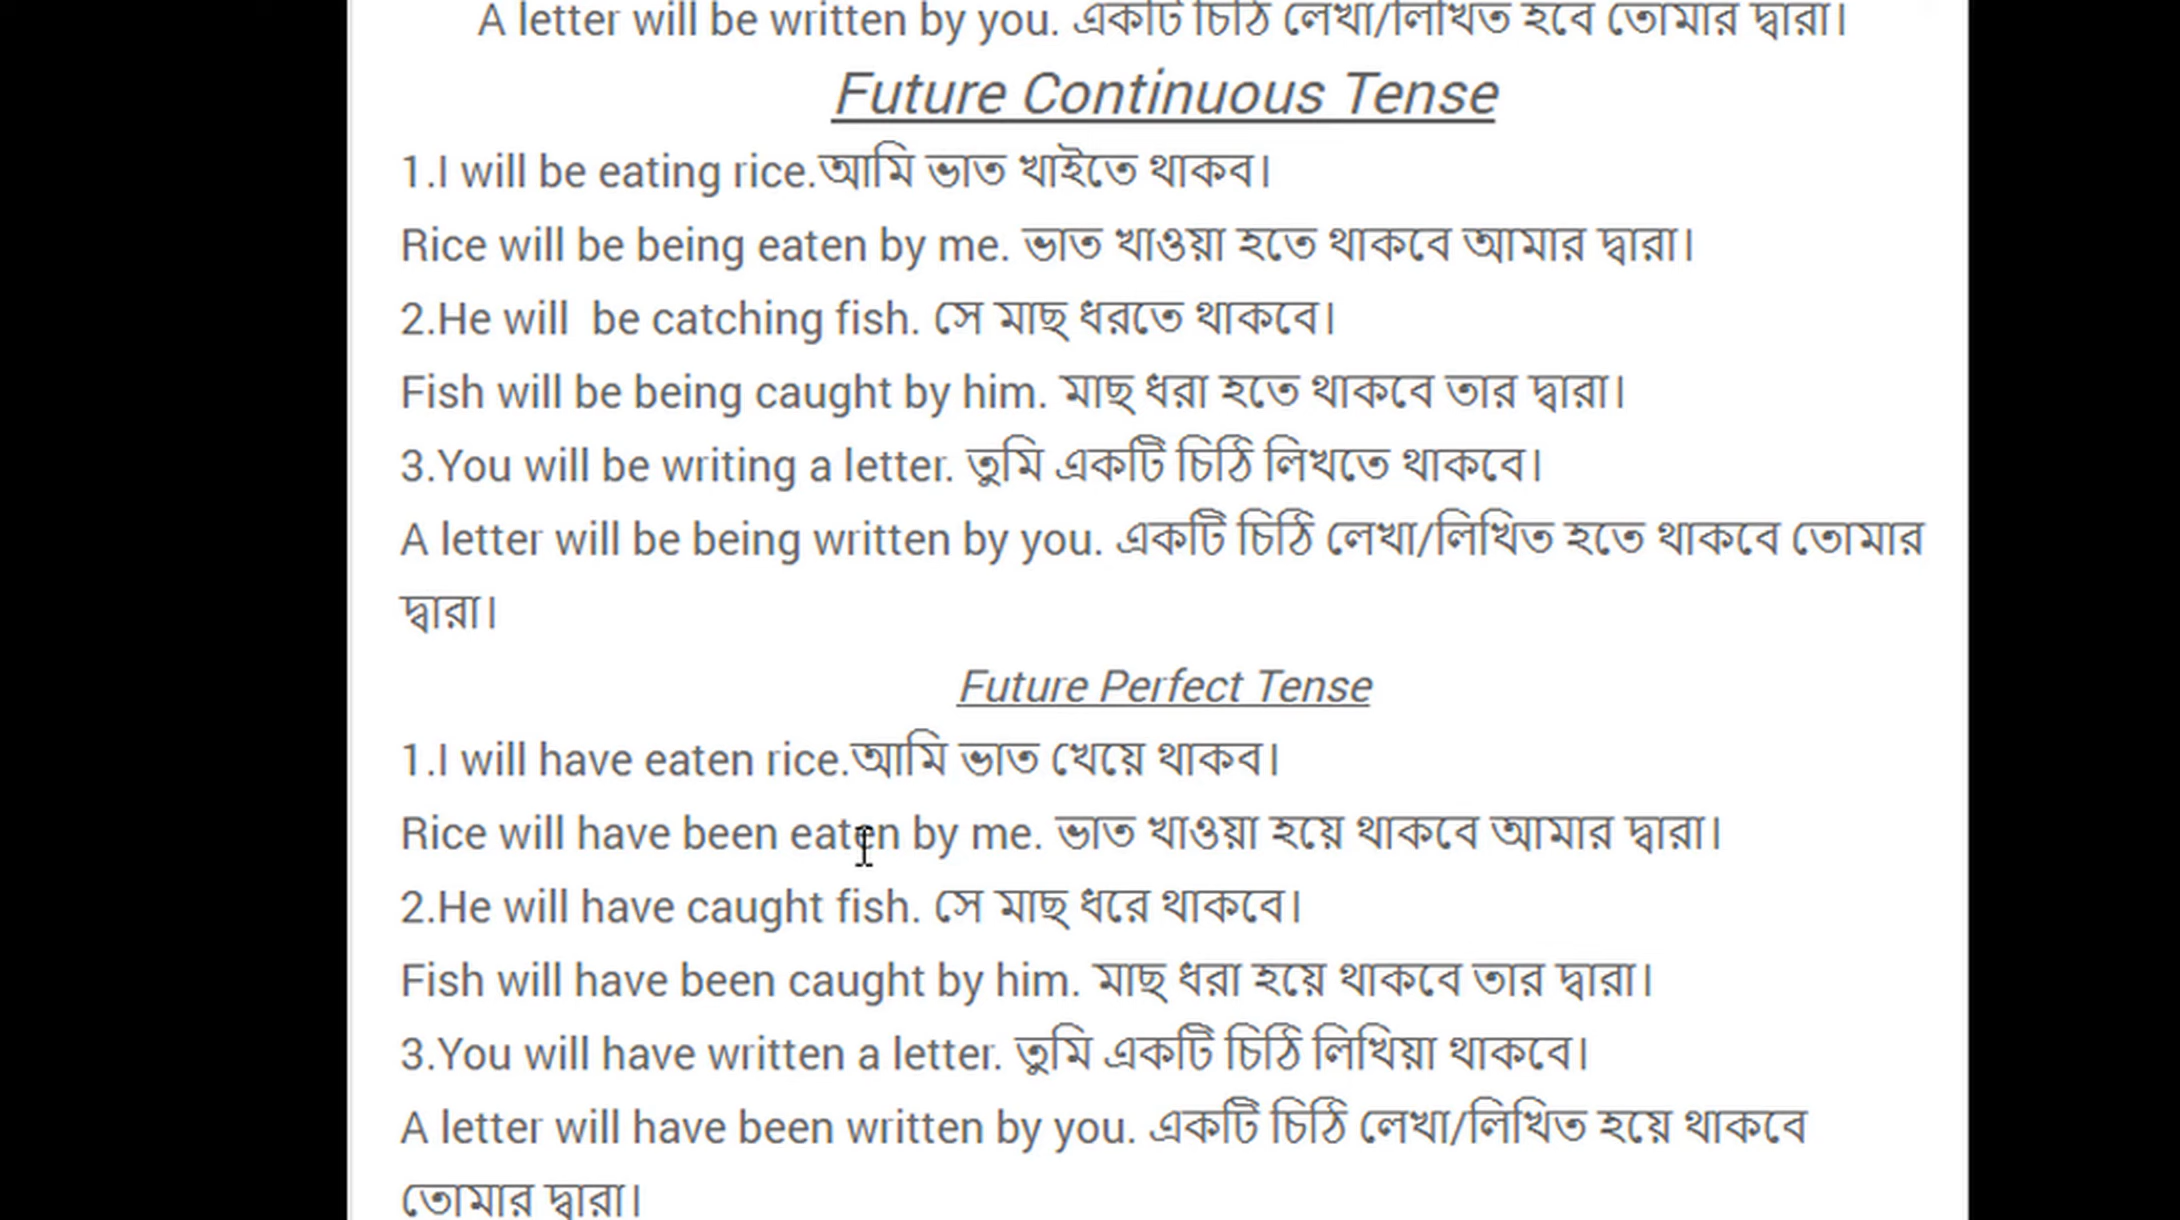 A letter will be written by you. একটি চিঠি লেখা/লিখিত হবে তোমার দ্বারা।
Future Continuous Tense
1.I will be eating rice.আমি ভাত খাইতে থাকব।
Rice will be being eaten by me. ভাত খাওয়া হতে থাকবে আমার দ্বারা।
2.He will  be catching fish. সে মাছ ধরতে থাকবে।
Fish will be being caught by him. মাছ ধরা হতে থাকবে তার দ্বারা।
3.You will be writing a letter. তুমি একটি চিঠি লিখতে থাকবে।
A letter will be being written by you. একটি চিঠি লেখা/লিখিত হতে থাকবে তোমার
দ্বারা।
Future Perfect Tense
1.I will have eaten rice.আমি ভাত খেয়ে থাকব।
Rice will have been eaten by me. ভাত খাওয়া হয়ে থাকবে আমার দ্বারা।
2.He will have caught fish. সে মাছ ধরে থাকবে।
Fish will have been caught by him. মাছ ধরা হয়ে থাকবে তার দ্বারা।
3.You will have written a letter. তুমি একটি চিঠি লিখিয়া থাকবে।
A letter will have been written by you. একটি চিঠি লেখা/লিখিত হয়ে থাকবে
তোমার দ্বারা।